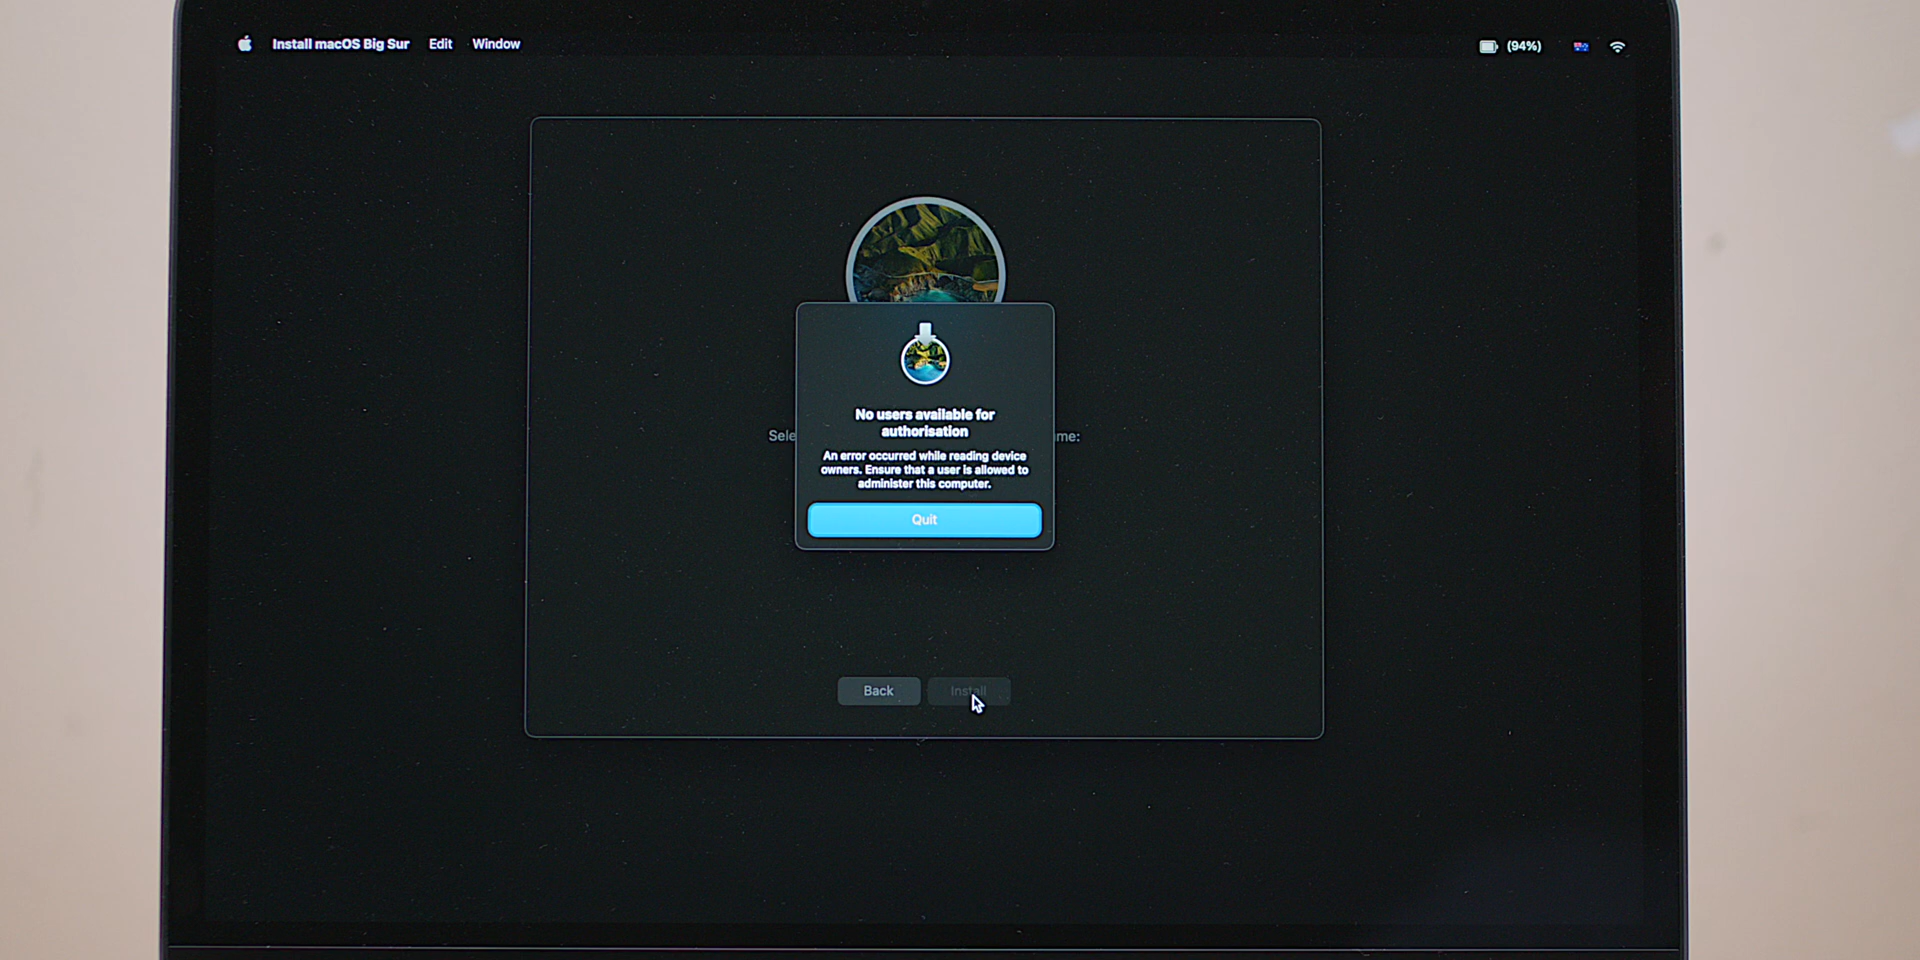 Install macOS Big Sur Edit Window (94%)
No users available for
authorisation
Sele
me:
An error occurred while reading device
owners. Ensure that a user is allowed to
administer this computer.
Quit
Back Install